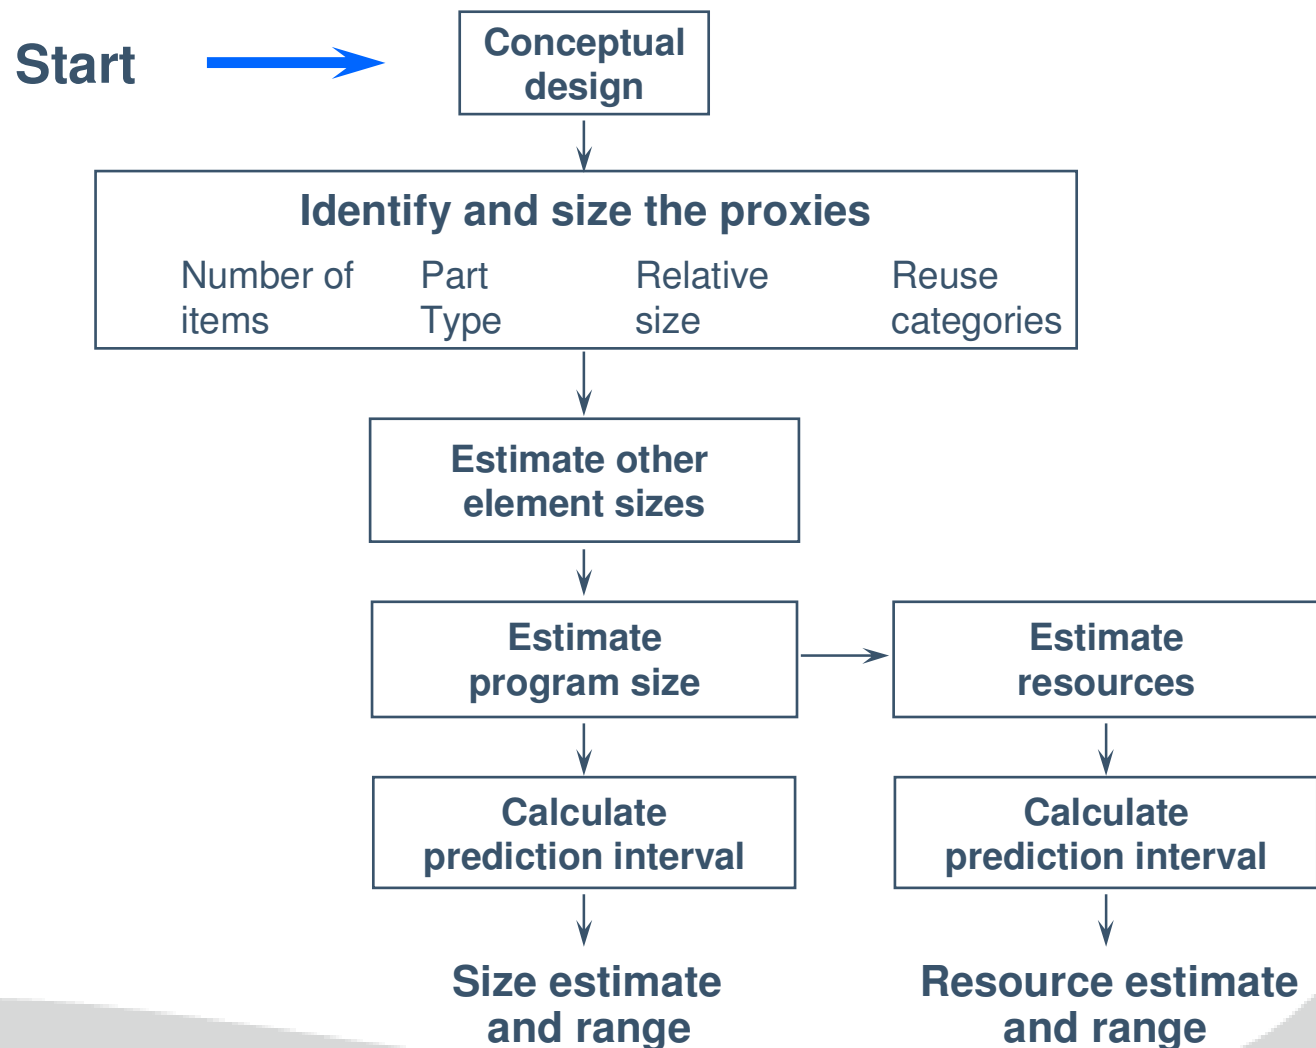 Start
Conceptual
design
Identify and size the proxies
Number of
items
Part
Type
Relative
size
Reuse
categories
Estimate other
element sizes
Estimate
program size
Estimate
resources
Calculate
prediction interval
Calculate
prediction interval
Size estimate
and range
Resource estimate
and range